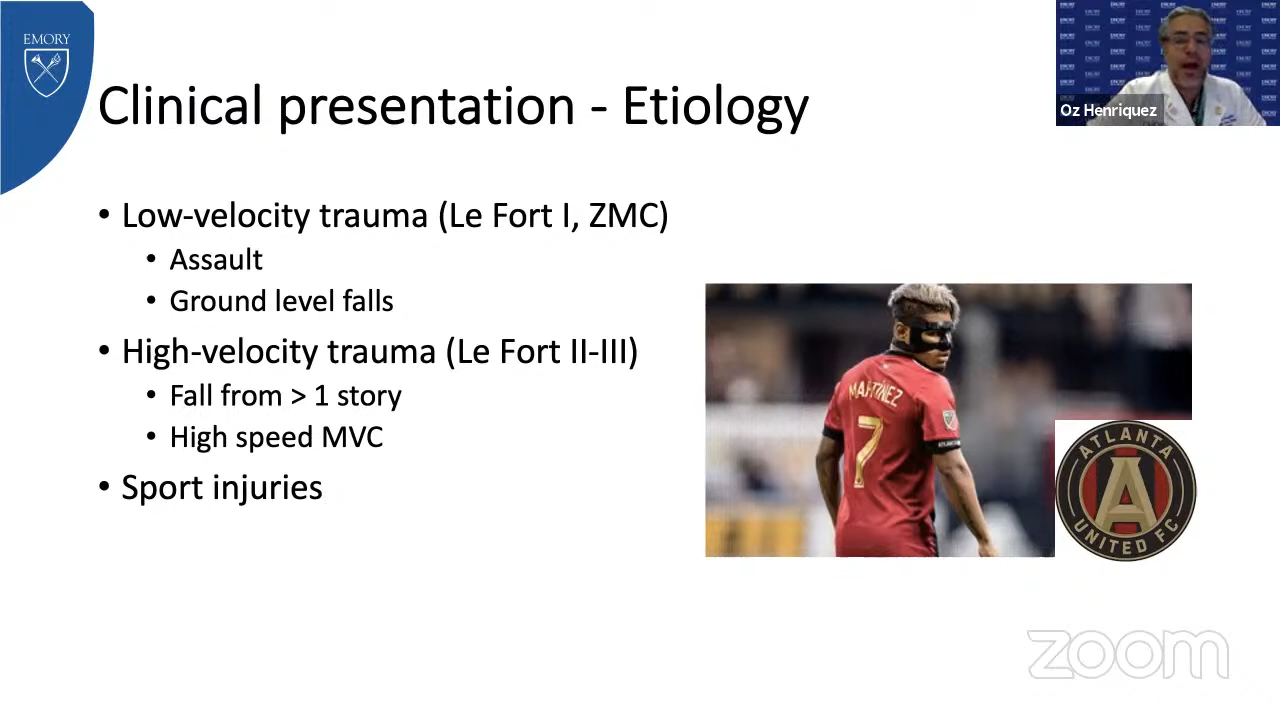 EMORY
Clinical presentation - Etiology
Oz Henriquez
• Low-velocity trauma (Le Fort I, ZMC)
• Assault
• Ground level falls
• High-velocity trauma (Le Fort II-III)
• Fall from > 1 story
• High speed MVC
• Sport injuries
MARTÍNEZ
7
ATLANTA
A
UNITED FC
zoom